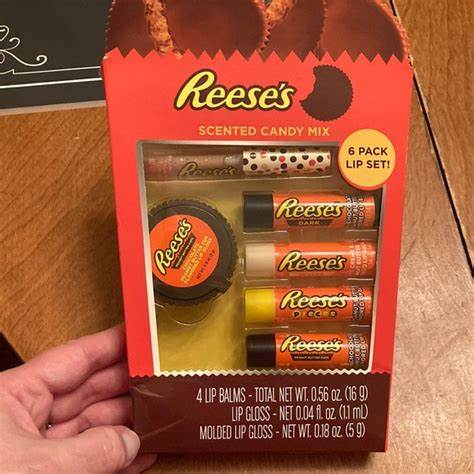 Reese's
SCENTED CANDY MIX
6 PACK
LIP SET!
Reese's
Reese's
DARK
Reese's
Reese's
Reese's
PIECES
Reese's
4 LIP BALMS - TOTAL NET WT. 0.56 oz. (16 g)
LIP GLOSS - NET 0.04 fl. oz. (1.1 mL)
MOLDED LIP GLOSS - NET WT. 0.18 oz. (5 g)